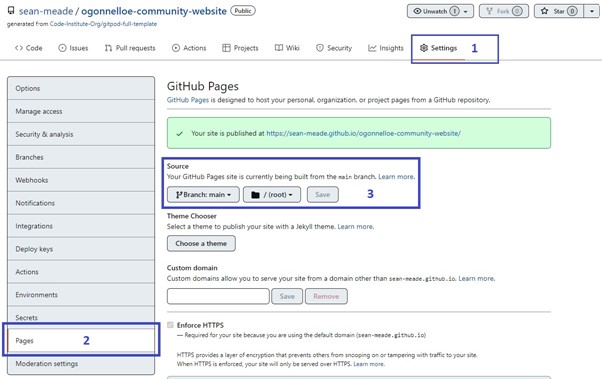 sean-meade / ogonnelloe-community-website Public
generated from Code-Institute-Org/gitpod-full-template
Unwatch 1
Fork 0
Star 0
Code
Issues
Pull requests
Actions
Projects
Wiki
Security
Insights
Settings
1
Options
Manage access
Security & analysis
Branches
Webhooks
Notifications
Integrations
Deploy keys
Actions
Environments
Secrets
Pages
2
Moderation settings
GitHub Pages
GitHub Pages is designed to host your personal, organization, or project pages from a GitHub repository.
Your site is published at https://sean-meade.github.io/ogonnelloe-community-website/
Source
Your GitHub Pages site is currently being built from the main branch. Learn more.
Branch: main
/ (root)
Save
3
Theme Chooser
Select a theme to publish your site with a Jekyll theme. Learn more.
Choose a theme
Custom domain
Custom domains allow you to serve your site from a domain other than sean-meade.github.io. Learn more.
Save
Remove
Enforce HTTPS
— Required for your site because you are using the default domain (sean-meade.github.io)
HTTPS provides a layer of encryption that prevents others from snooping on or tampering with traffic to your site.
When HTTPS is enforced, your site will only be served over HTTPS. Learn more.